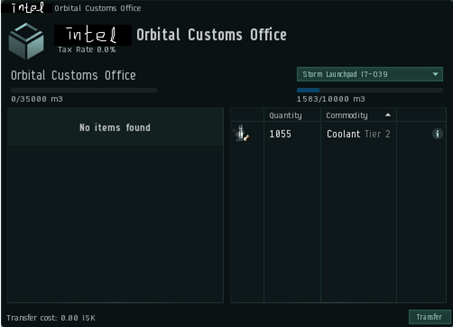 intel Orbital Customs Office
intel Orbital Customs Office
Tax Rate 0.0%
Orbital Customs Office
Storm Launchpad I7-039
0/35000 m3
1583/10000 m3
No items found
Quantity Commodity
1055 Coolant Tier 2
Transfer cost: 0.00 ISK
Transfer